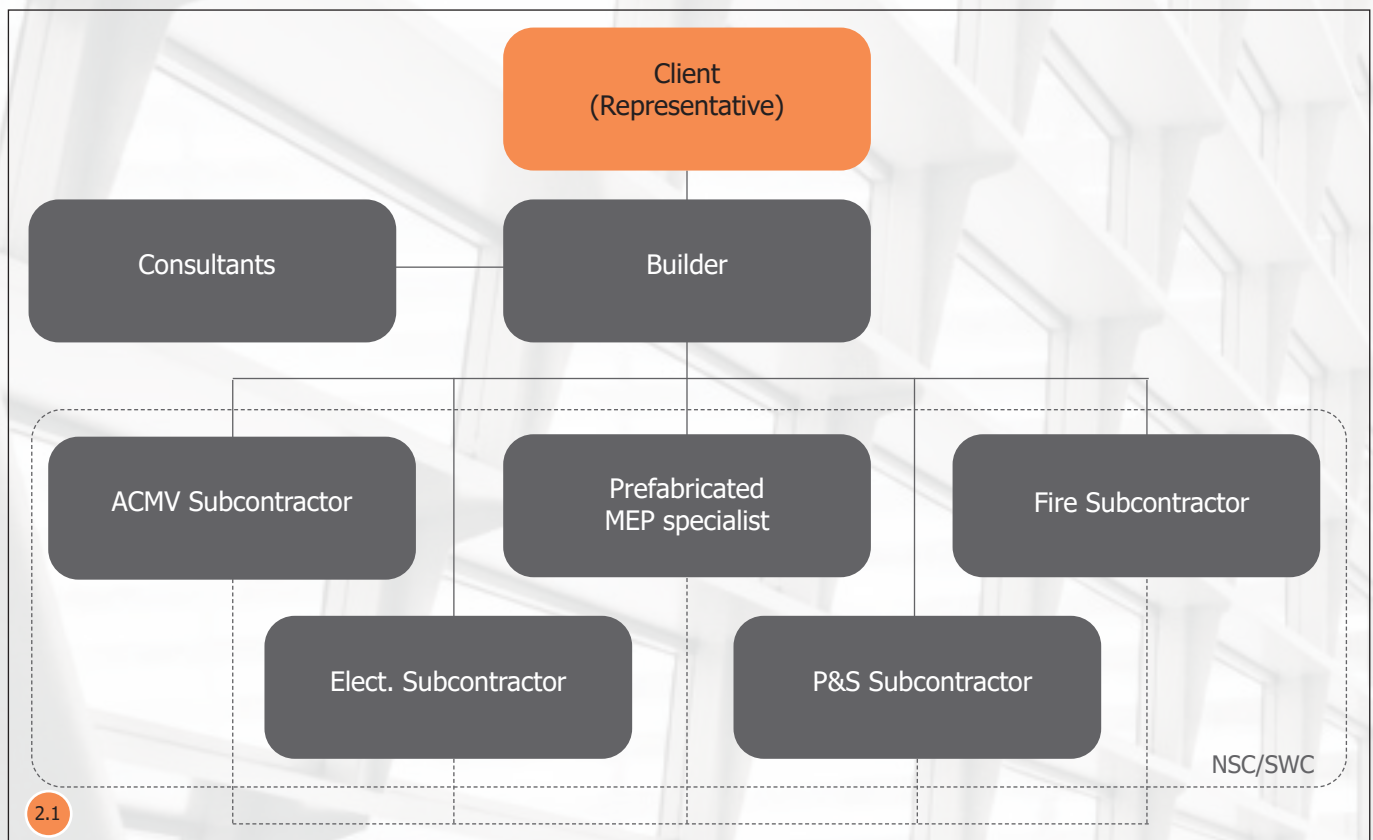 Client
(Representative)
Consultants
Builder
ACMV Subcontractor
Prefabricated
MEP specialist
Fire Subcontractor
Elect. Subcontractor
P&S Subcontractor
NSC/SWC
2.1